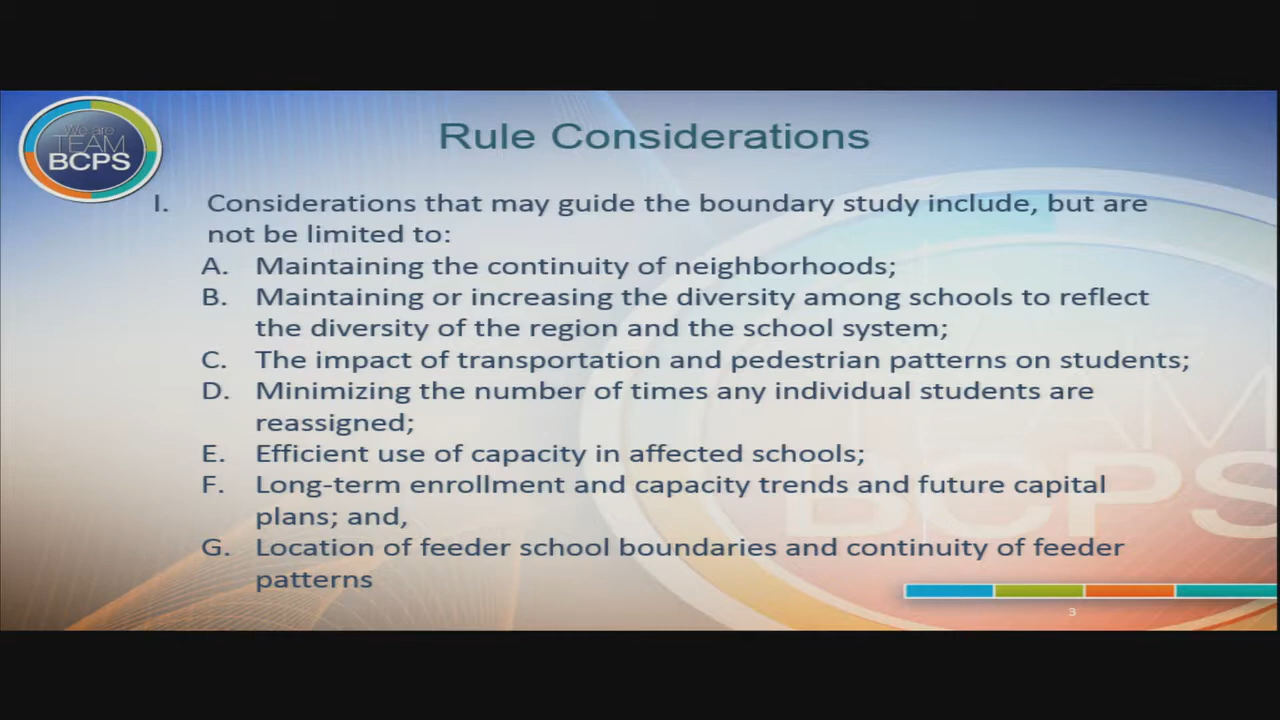 We are
TEAM
BCPS
Rule Considerations
I. Considerations that may guide the boundary study include, but are
not be limited to:
A. Maintaining the continuity of neighborhoods;
B. Maintaining or increasing the diversity among schools to reflect
the diversity of the region and the school system;
C. The impact of transportation and pedestrian patterns on students;
D. Minimizing the number of times any individual students are
reassigned;
E. Efficient use of capacity in affected schools;
F. Long-term enrollment and capacity trends and future capital
plans; and,
G. Location of feeder school boundaries and continuity of feeder
patterns
BCPS
3